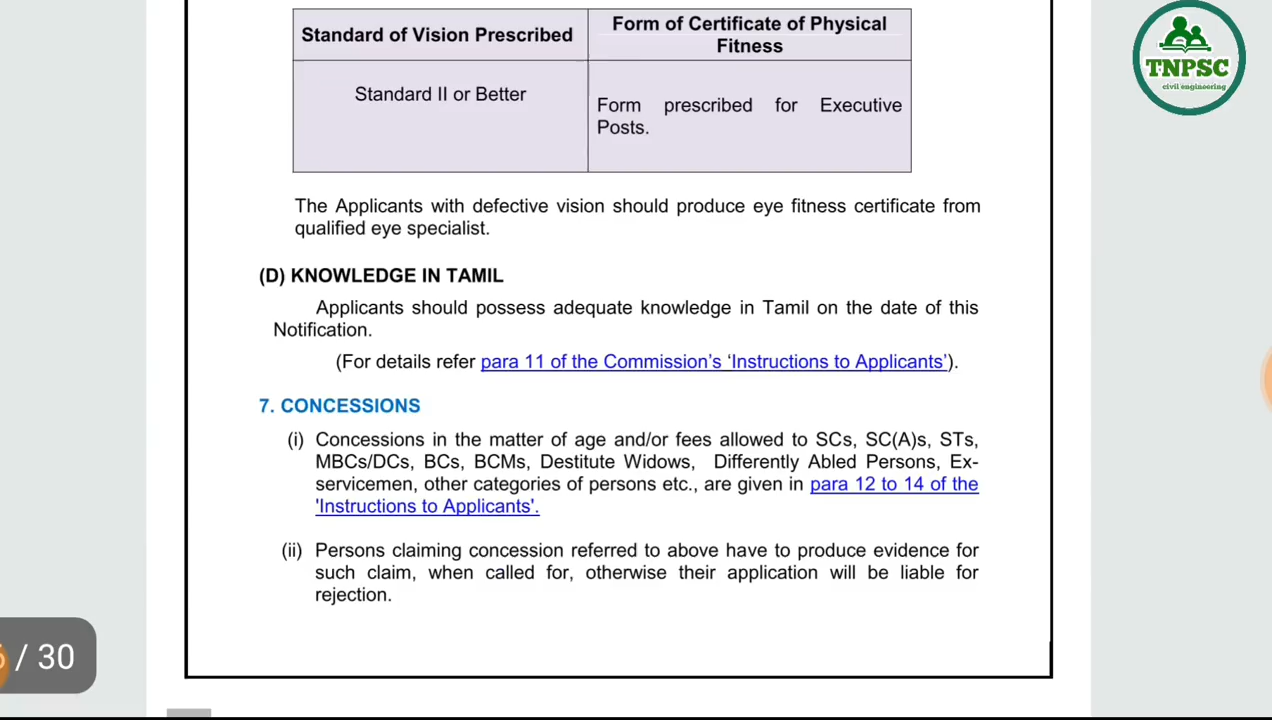 Standard of Vision Prescribed
Form of Certificate of Physical
Fitness
Standard II or Better
Form prescribed for Executive
Posts.
TNPSC
civil engineering
The Applicants with defective vision should produce eye fitness certificate from
qualified eye specialist.
(D) KNOWLEDGE IN TAMIL
Applicants should possess adequate knowledge in Tamil on the date of this
Notification.
(For details refer para 11 of the Commission's 'Instructions to Applicants').
7. CONCESSIONS
(i) Concessions in the matter of age and/or fees allowed to SCs, SC(A)s, STs,
MBCs/DCs, BCs, BCMs, Destitute Widows, Differently Abled Persons, Ex-
servicemen, other categories of persons etc., are given in para 12 to 14 of the
'Instructions to Applicants'.
(ii) Persons claiming concession referred to above have to produce evidence for
such claim, when called for, otherwise their application will be liable for
rejection.
/ 30